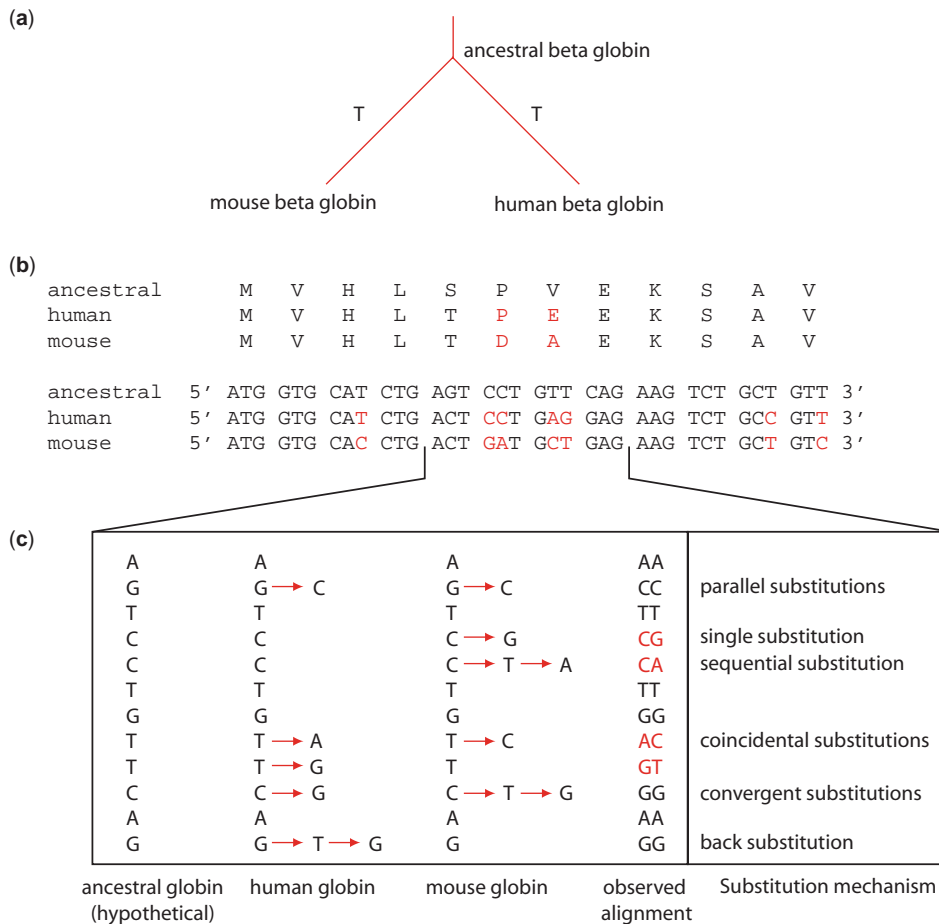 (a)
ancestral beta globin
T T
mouse beta globin human beta globin
(b)
ancestral M V H L S P V E K S A V
human M V H L T P E E K S A V
mouse M V H L T D A E K S A V
ancestral 5′ ATG GTG CAT CTG AGT CCT GTT CAG AAG TCT GCT GTT 3′
human 5′ ATG GTG CAT CTG ACT CCT GAG GAG AAG TCT GCC GTT 3′
mouse 5′ ATG GTG CAC CTG ACT GAT GCT GAG AAG TCT GCT GTC 3′
(c)
A A A AA
G G → C G → C CC parallel substitutions
T T T TT
C C C → G CG single substitution
C C C → T → A CA sequential substitution
T T T TT
G G G GG
T T → A T → C AC coincidental substitutions
T T → G T GT
C C → G C → T → G GG convergent substitutions
A A A AA
G G → T → G G GG back substitution
ancestral globin human globin mouse globin observed Substitution mechanism
(hypothetical) alignment